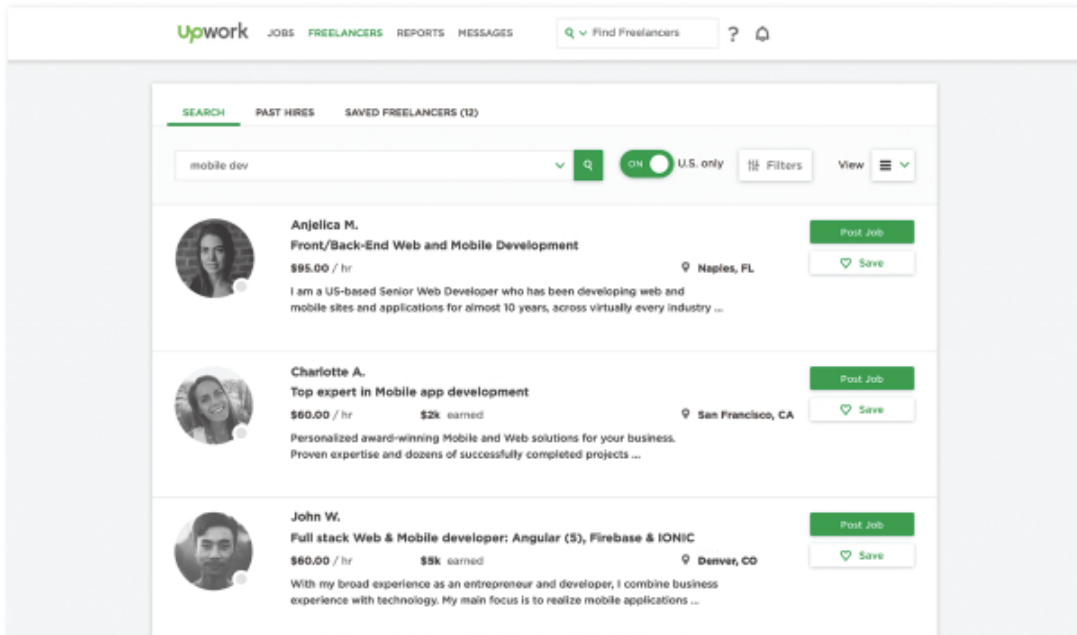 Upwork JOBS FREELANCERS REPORTS MESSAGES Find Freelancers ?
SEARCH PAST HIRES SAVED FREELANCERS (12)
mobile dev ON U.S. only Filters View
Anjelica M.
Post Job
Front/Back-End Web and Mobile Development
$95.00 / hr Naples, FL
Save
I am a US-based Senior Web Developer who has been developing web and
mobile sites and applications for almost 10 years, across virtually every industry ...
Charlotte A.
Post Job
Top expert in Mobile app development
$60.00 / hr $2k earned San Francisco, CA
Save
Personalized award-winning Mobile and Web solutions for your business.
Proven expertise and dozens of successfully completed projects ...
John W.
Post Job
Full stack Web & Mobile developer: Angular (5), Firebase & IONIC
$60.00 / hr $5k earned Denver, CO
Save
With my broad experience as an entrepreneur and developer, I combine business
experience with technology. My main focus is to realize mobile applications ...